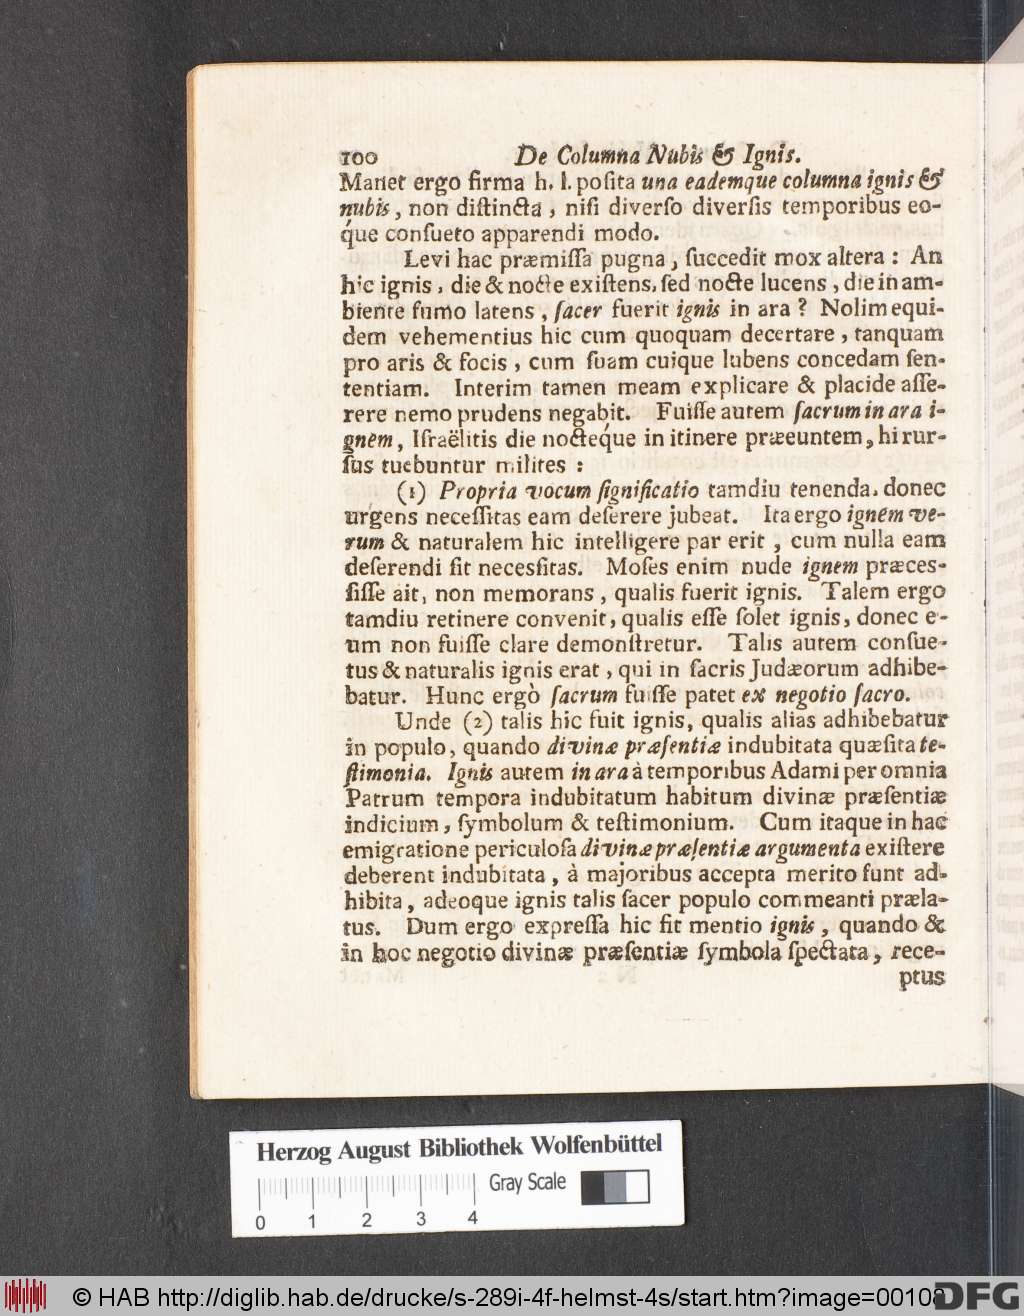 100 De Columna Nubis & Ignis.
Manet ergo firma h. l. poſita una eademque columna ignis &
nubis, non diſtincta, niſi diverſo diverſis temporibus eo-
q́ue conſueto apparendi modo.
Levi hac præmiſſa pugna, ſuccedit mox altera: An
hic ignis, die & nocte exiſtens, ſed nocte lucens, die in am-
biente fumo latens, ſacer fuerit ignis in ara? Nolim equi-
dem vehementius hic cum quoquam decertare, tanquam
pro aris & focis, cum ſuam cuique lubens concedam ſen-
tentiam. Interim tamen meam explicare & placide aſſe-
rere nemo prudens negabit. Fuiſſe autem ſacrum in ara i-
gnem, Iſraëlitis die nocteq́ue in itinere præeuntem, hi rur-
ſus tuebuntur milites:
(1) Propria vocum ſignificatio tamdiu tenenda, donec
urgens neceſſitas eam deſerere jubeat. Ita ergo ignem ve-
rum & naturalem hic intelligere par erit, cum nulla eam
deſerendi ſit neceſsitas. Moſes enim nude ignem præceſ-
ſiſſe ait, non memorans, qualis fuerit ignis. Talem ergo
tamdiu retinere convenit, qualis eſſe ſolet ignis, donec e-
um non fuiſſe clare demonſtretur. Talis autem conſue-
tus & naturalis ignis erat, qui in ſacris Judæorum adhibe-
batur. Hunc ergò ſacrum fuiſſe patet ex negotio ſacro.
Unde (2) talis hic fuit ignis, qualis alias adhibebatur
in populo, quando divinæ præſentiæ indubitata quæſita te-
ſtimonia. Ignis autem in ara à temporibus Adami per omnia
Patrum tempora indubitatum habitum divinæ præſentiæ
indicium, ſymbolum & teſtimonium. Cum itaque in hac
emigratione periculoſa divinæ præſentiæ argumenta exiſtere
deberent indubitata, à majoribus accepta merito ſunt ad-
hibita, adeoque ignis talis ſacer populo commeanti præla-
tus. Dum ergo expreſſa hic fit mentio ignis, quando &
in hoc negotio divinæ præſentiæ ſymbola ſpectata, rece-
ptus
Herzog August Bibliothek Wolfenbüttel
Gray Scale
0 1 2 3 4
© HAB http://diglib.hab.de/drucke/s-289i-4f-helmst-4s/start.htm?image=00108
DFG